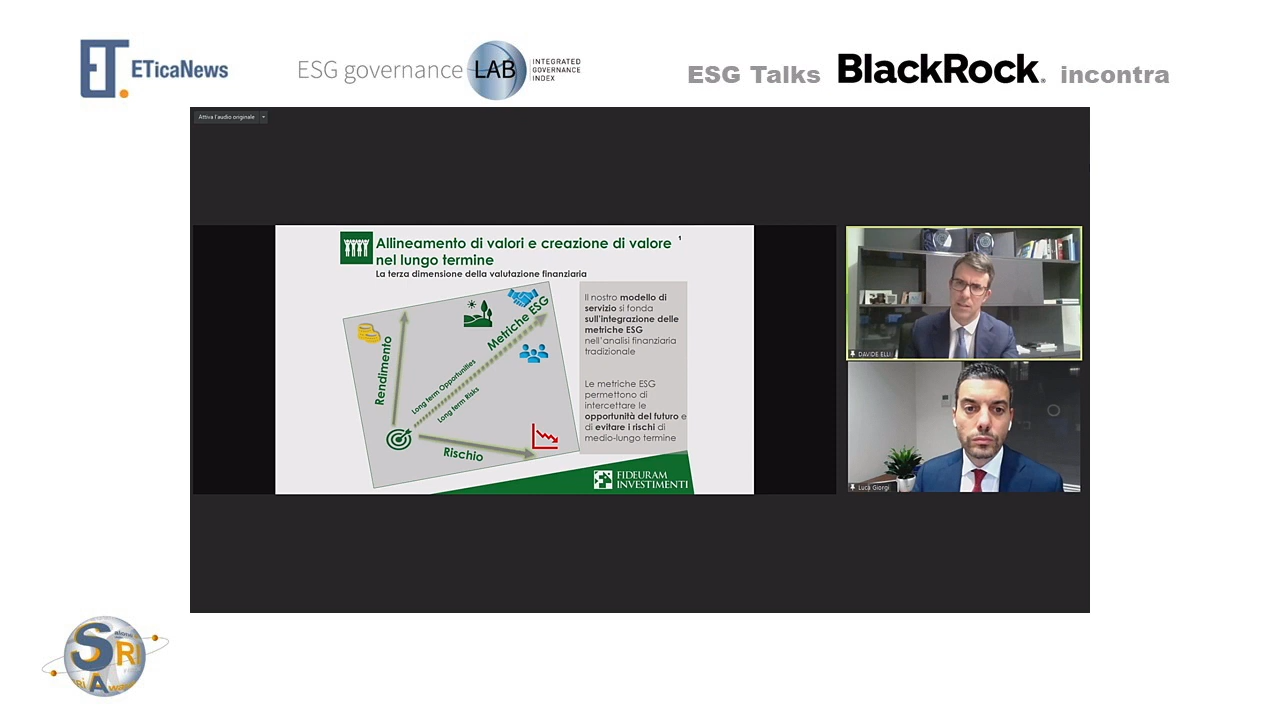 ET.
ETicaNews
ESG governance
LAB
INTEGRATED
GOVERNANCE
INDEX
ESG Talks
BlackRock®
incontra
Attiva l'audio originale
Allineamento di valori e creazione di valore 1
nel lungo termine
La terza dimensione della valutazione finanziaria
Rendimento
Metriche ESG
Long term Opportunities
Long term Risks
Rischio
Il nostro modello di
servizio si fonda
sull'integrazione delle
metriche ESG
nell'analisi finanziaria
tradizionale
Le metriche ESG
permettono di
intercettare le
opportunità del futuro e
di evitare i rischi di
medio-lungo termine
FIDEURAM
INVESTIMENTI
DAVIDE ELLI
Luca Giorgi
Salone
SRI